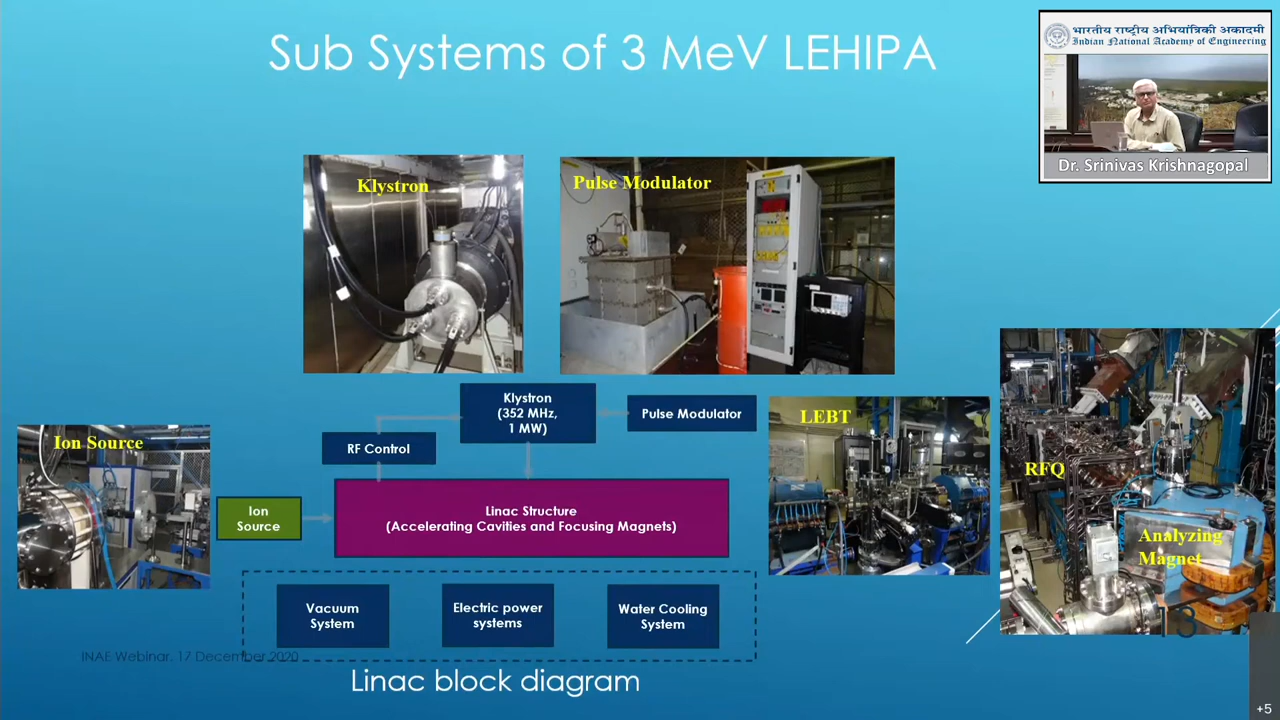 Sub Systems of 3 MeV LEHIPA
भारतीय राष्ट्रीय अभियांत्रिकी अकादमी
Indian National Academy of Engineering
Dr. Srinivas Krishnagopal
Klystron
Pulse Modulator
Klystron
(352 MHz,
1 MW)
Pulse Modulator
RF Control
LEBT
Ion Source
RFQ
Ion
Source
Linac Structure
(Accelerating Cavities and Focusing Magnets)
Analyzing
Magnet
Vacuum
System
Electric power
systems
Water Cooling
System
13
INAE Webinar, 17 December 2020
Linac block diagram
+5